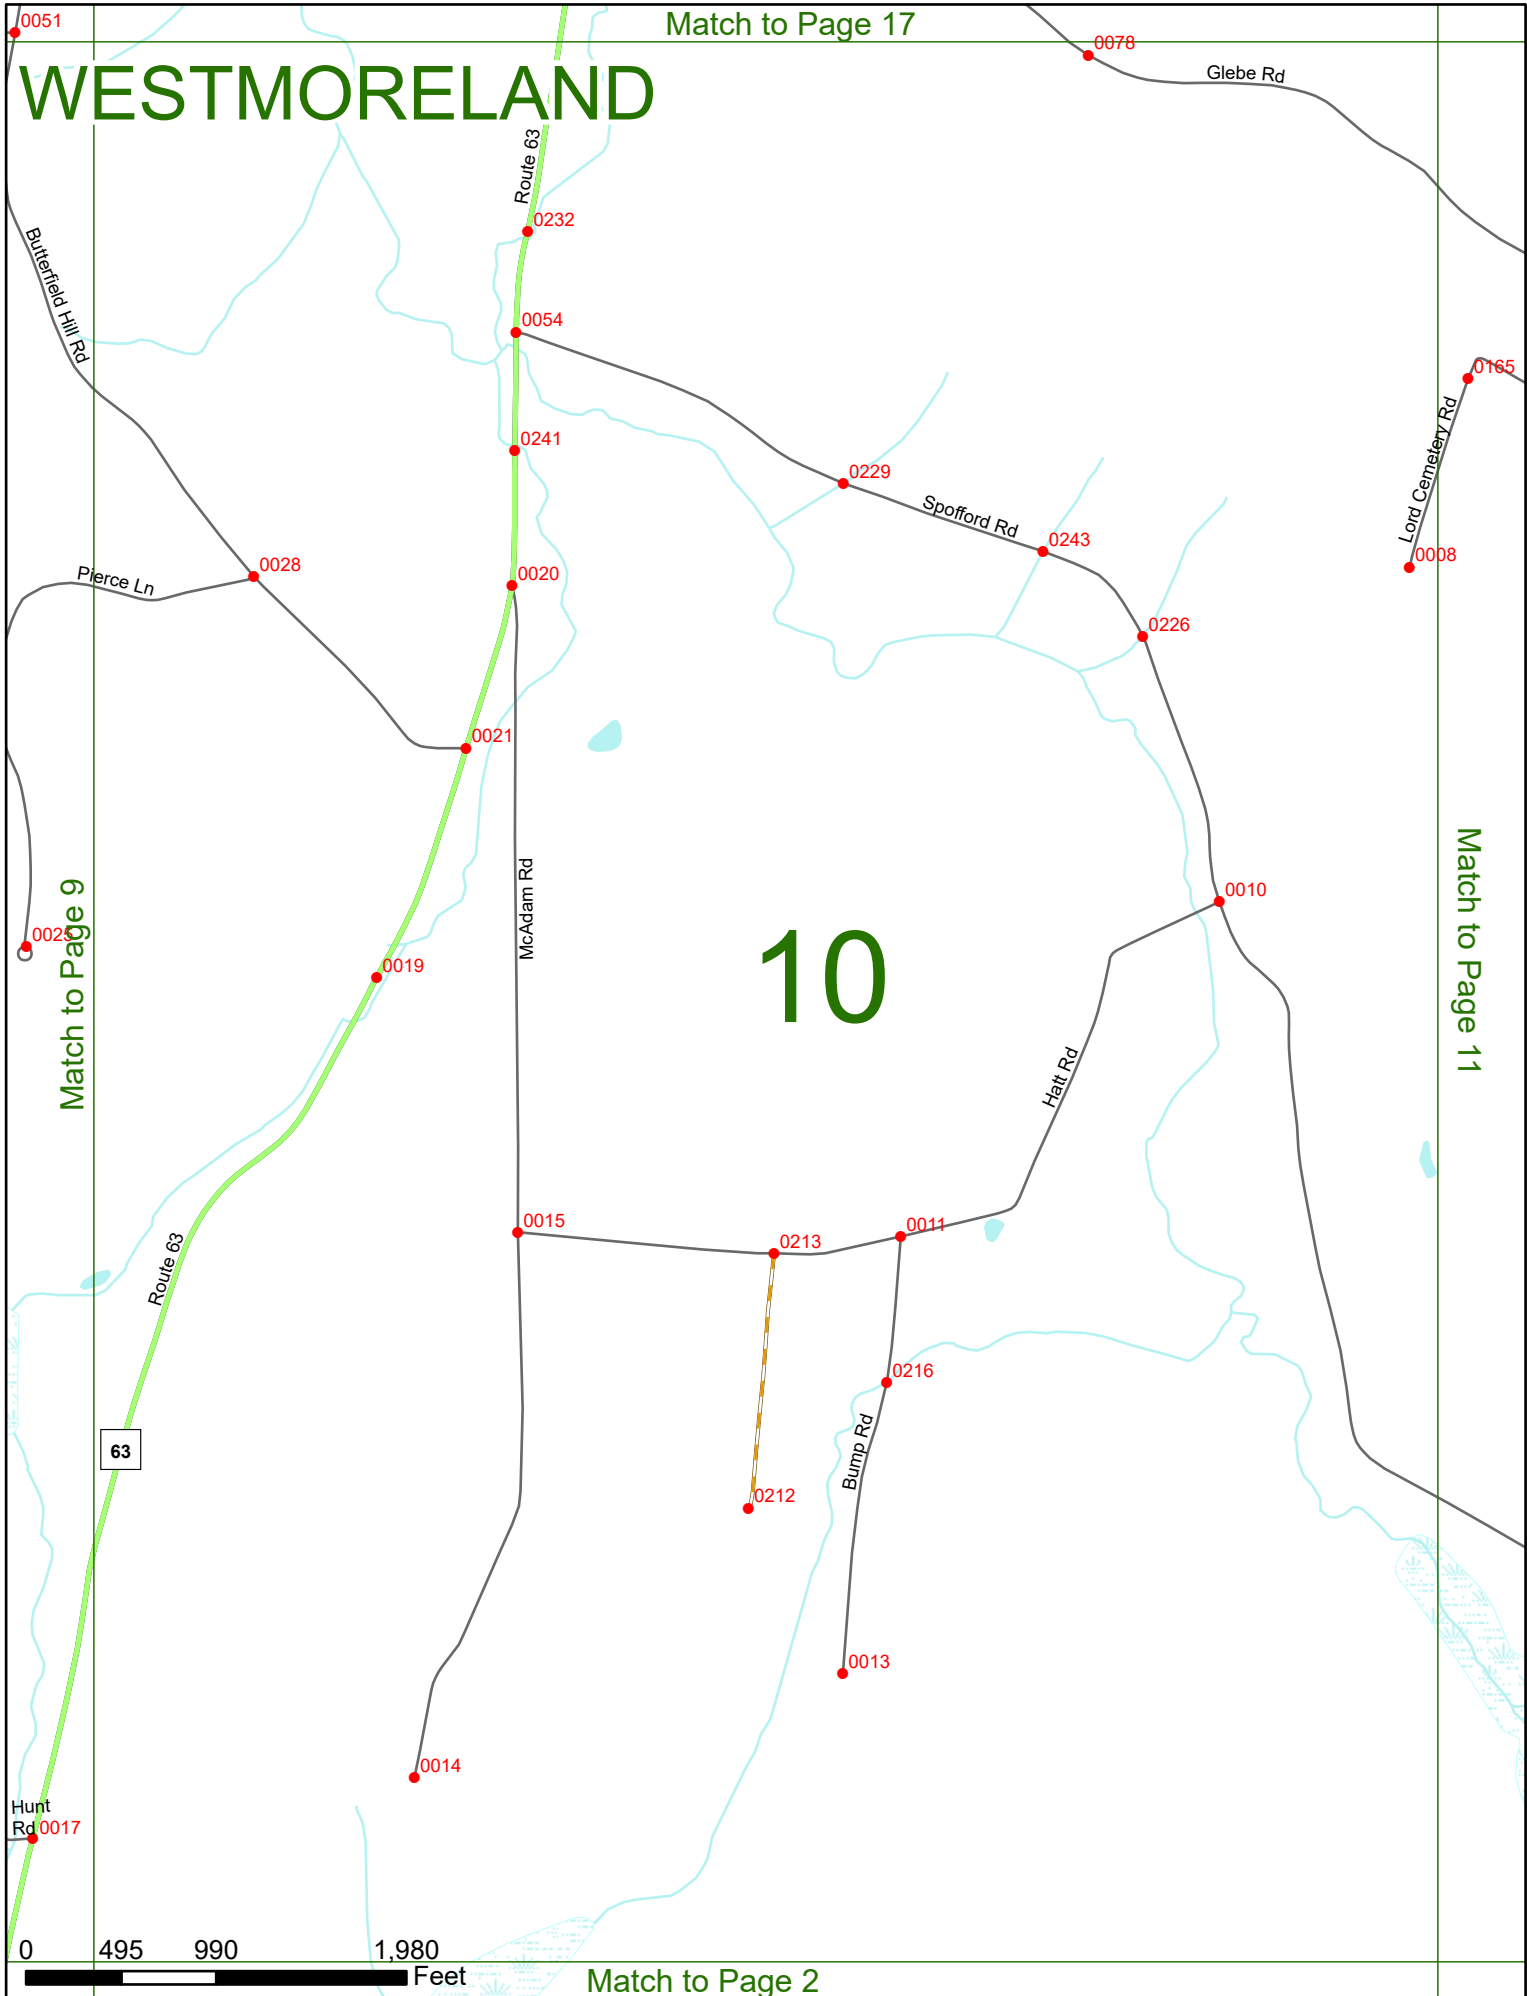 0051
Match to Page 17
0078
Glebe Rd
WESTMORELAND
Route 63
0232
Butterfield Hill Rd
0054
0165
Lord Cemetery Rd
0241
0229
Spofford Rd
0243
0008
0028
Pierce Ln
0020
0226
0021
McAdam Rd
Match to Page 9
Match to Page 11
0010
0025
10
0019
Hatt Rd
0015
0011
0213
Route 63
0216
63
Bump Rd
0212
0013
0014
Hunt
Rd
0017
0 495 990 1,980
Feet
Match to Page 2